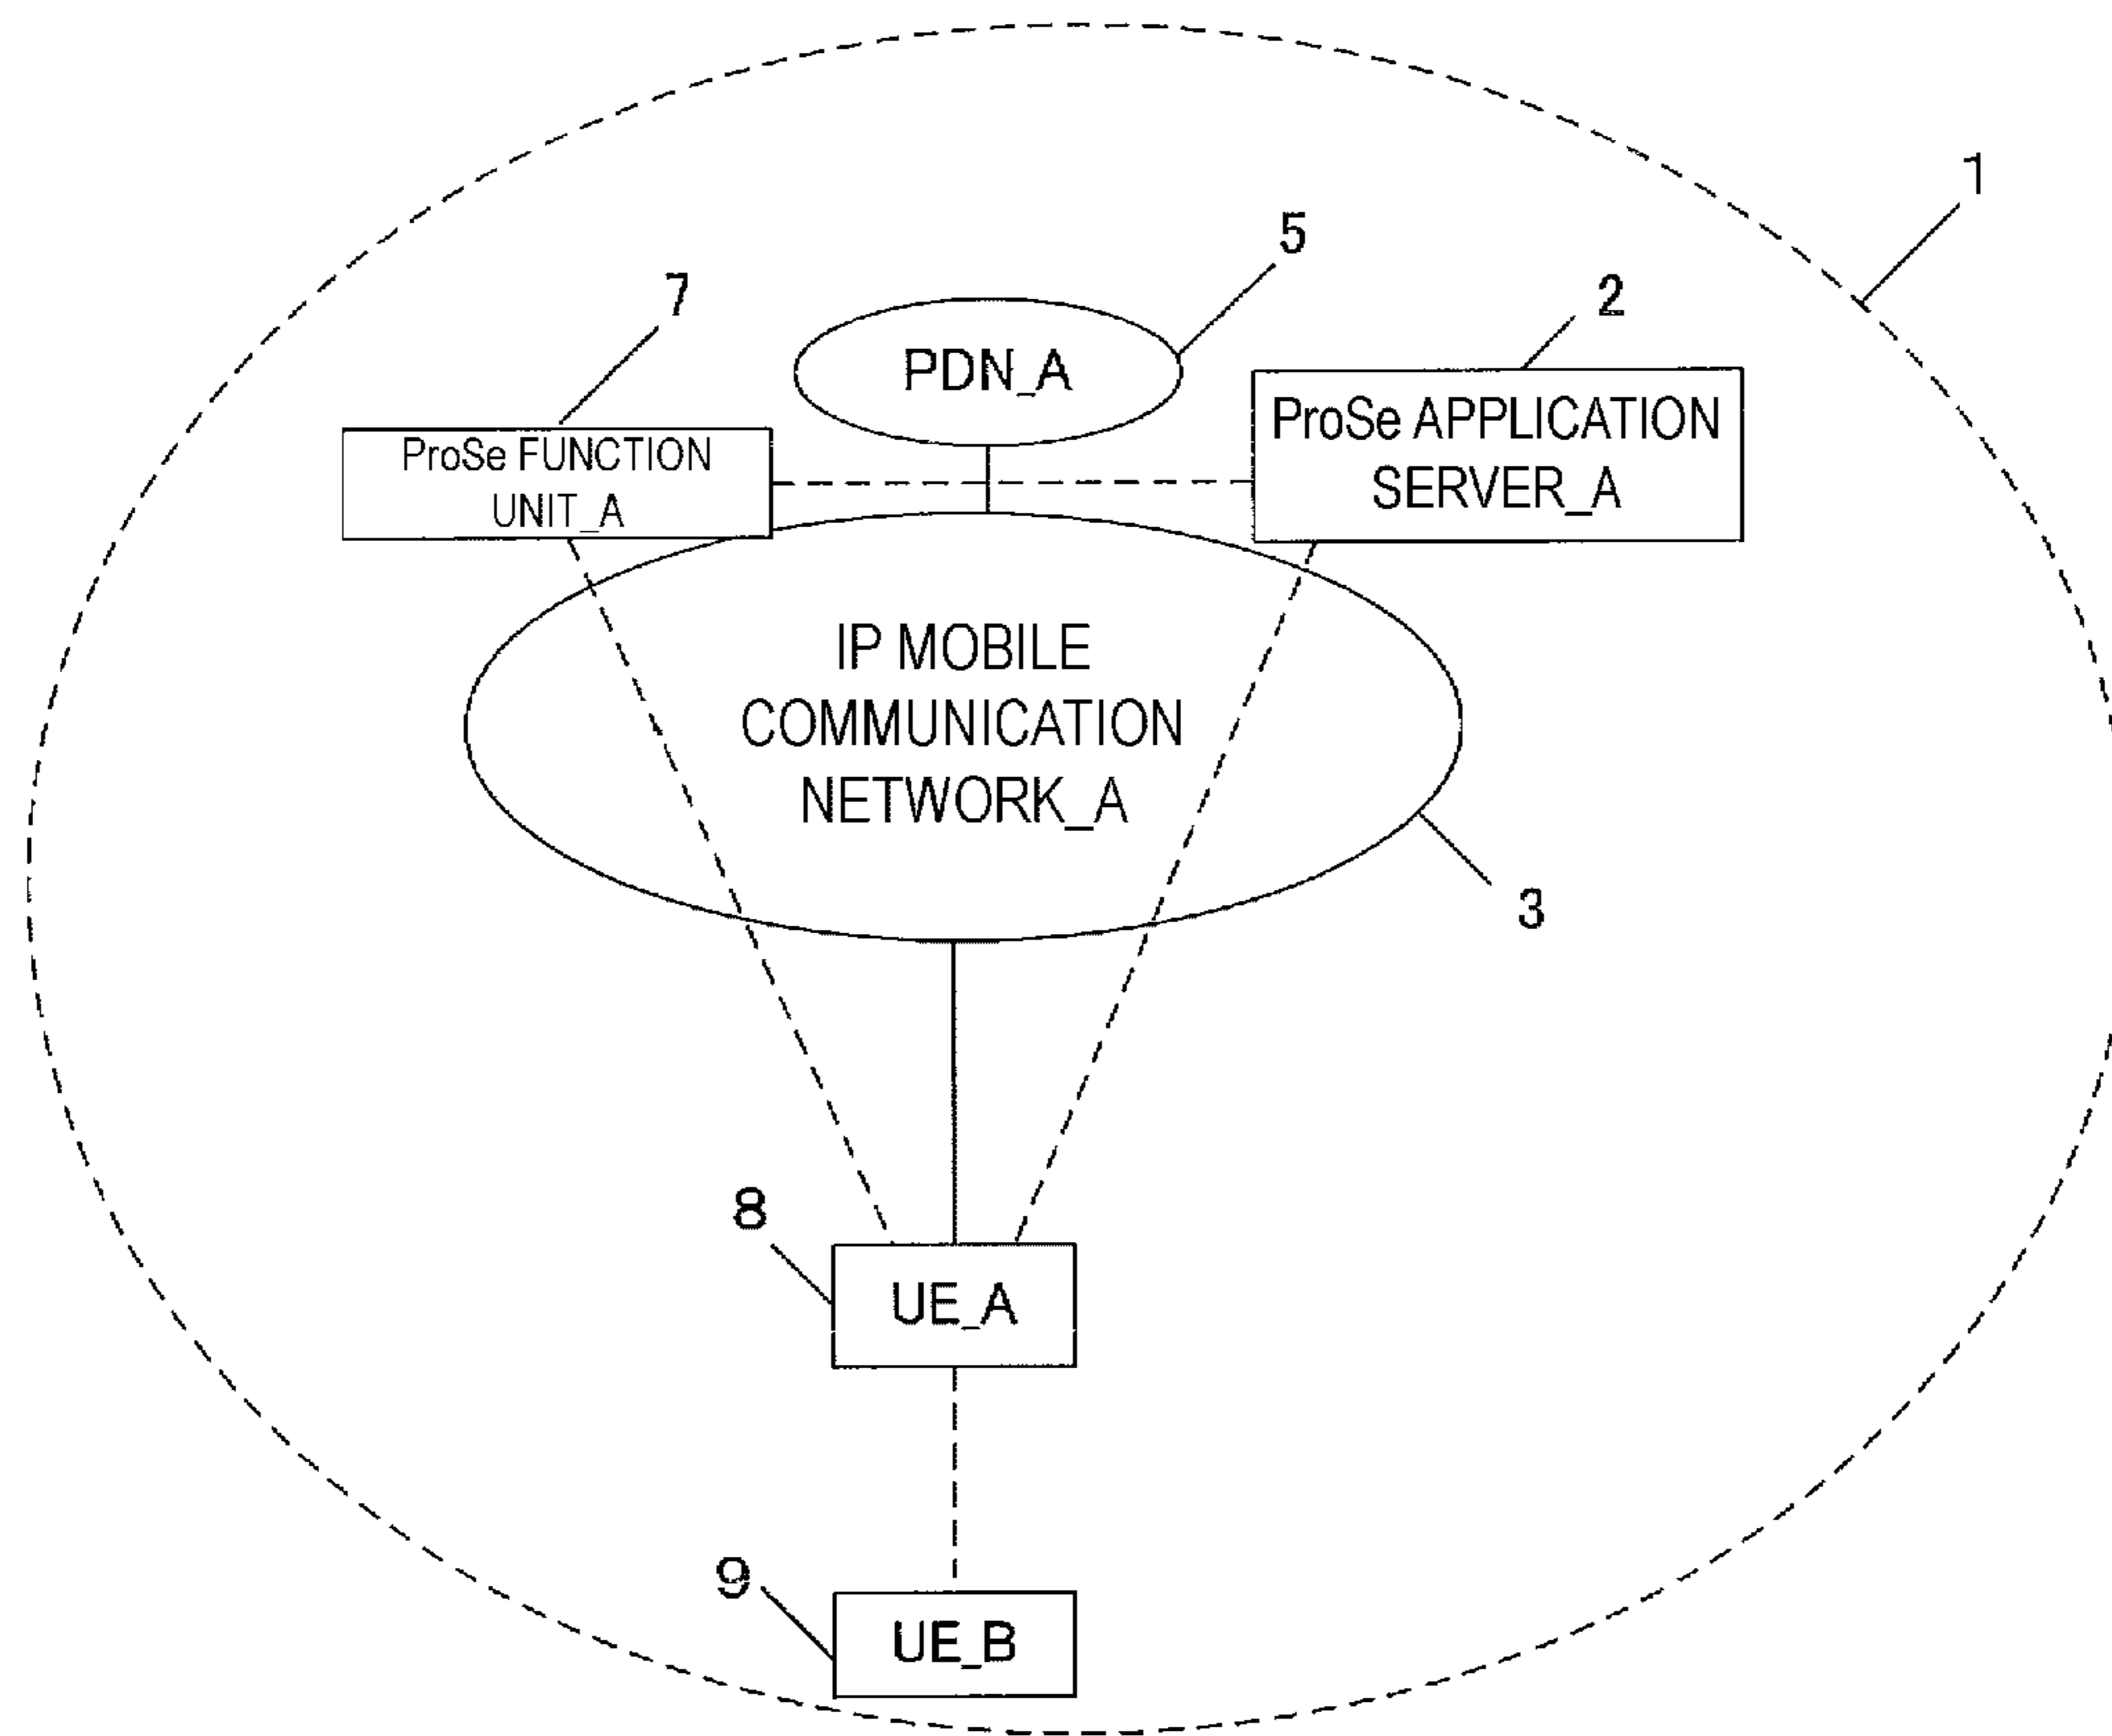 1
5
7
2
PDN_A
ProSe APPLICATION
SERVER_A
ProSe FUNCTION
UNIT_A
IP MOBILE
COMMUNICATION
NETWORK_A
3
8
UE_A
9
UE_B